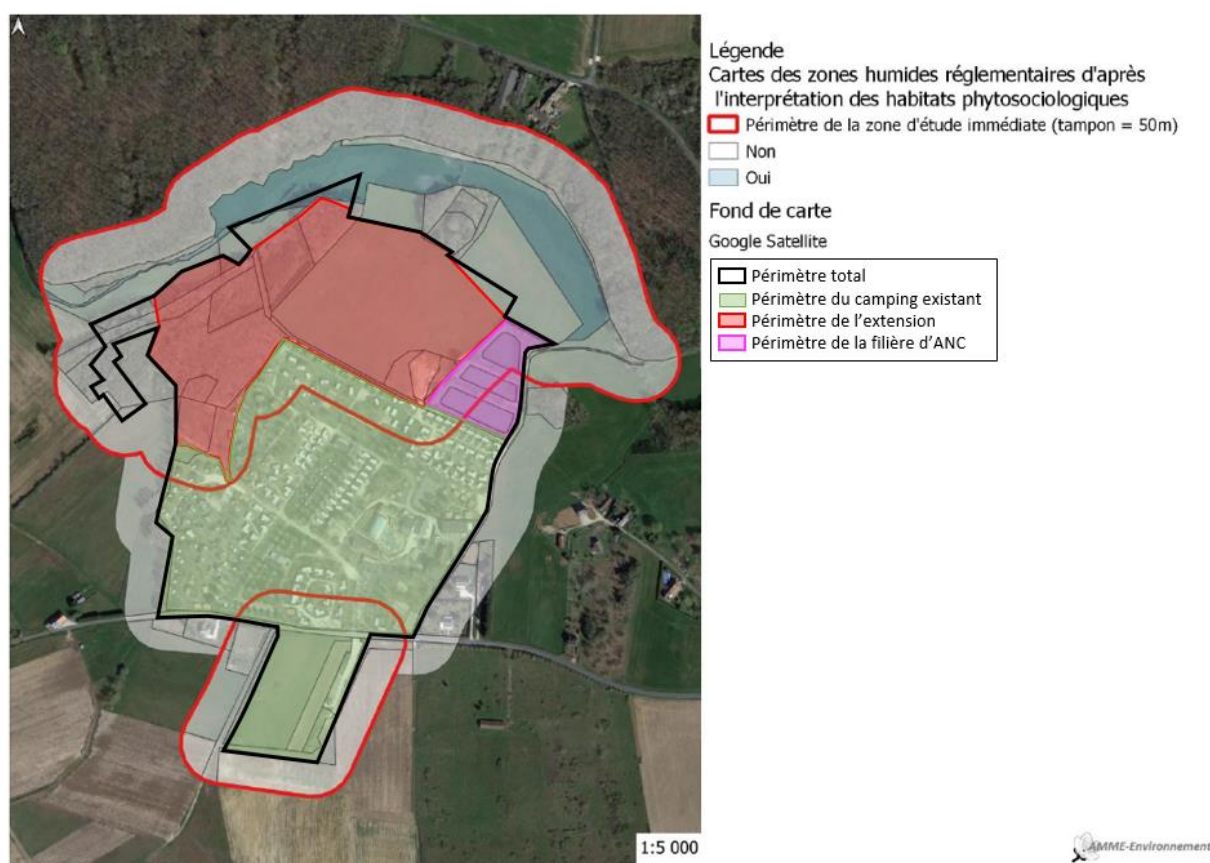 Légende
Cartes des zones humides réglementaires d'après
l'interprétation des habitats phytosociologiques
Périmètre de la zone d'étude immédiate (tampon = 50m)
Non
Oui
Fond de carte
Google Satellite
Périmètre total
Périmètre du camping existant
Périmètre de l'extension
Périmètre de la filière d'ANC
1:5 000
AMME-Environnement